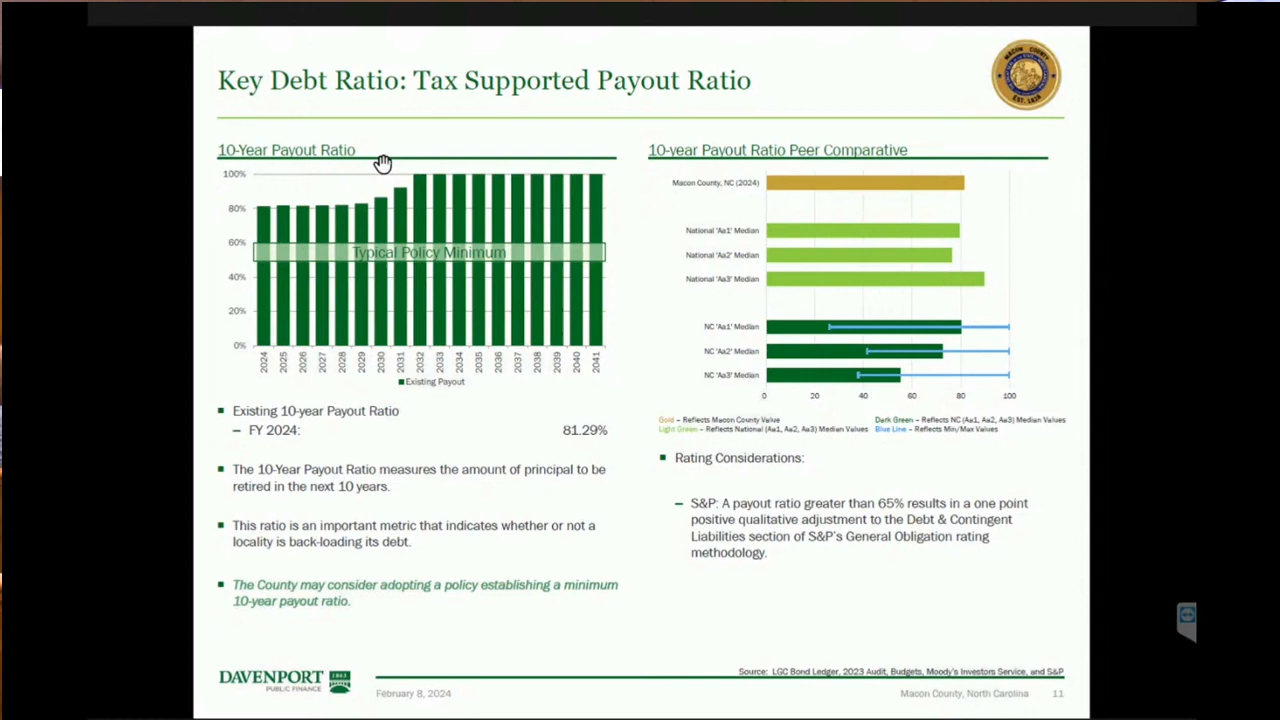 Key Debt Ratio: Tax Supported Payout Ratio
MACON COUNTY
EST. 1828
10-Year Payout Ratio
100%
80%
60%
40%
20%
0%
Typical Policy Minimum
2024 2025 2026 2027 2028 2029 2030 2031 2032 2033 2034 2035 2036 2037 2038 2039 2040 2041
Existing Payout
Existing 10-year Payout Ratio
– FY 2024: 81.29%
The 10-Year Payout Ratio measures the amount of principal to be
retired in the next 10 years.
This ratio is an important metric that indicates whether or not a
locality is back-loading its debt.
The County may consider adopting a policy establishing a minimum
10-year payout ratio.
10-year Payout Ratio Peer Comparative
Macon County, NC (2024)
National 'Aa1' Median
National 'Aa2' Median
National 'Aa3' Median
NC 'Aa1' Median
NC 'Aa2' Median
NC 'Aa3' Median
0 20 40 60 80 100
Gold – Reflects Macon County Value
Light Green – Reflects National (Aa1, Aa2, Aa3) Median Values
Dark Green – Reflects NC (Aa1, Aa2, Aa3) Median Values
Blue Line – Reflects Min/Max Values
Rating Considerations:
– S&P: A payout ratio greater than 65% results in a one point
positive qualitative adjustment to the Debt & Contingent
Liabilities section of S&P's General Obligation rating
methodology.
Source: LGC Bond Ledger, 2023 Audit, Budgets, Moody's Investors Service, and S&P
DAVENPORT
PUBLIC FINANCE
1863
February 8, 2024
Macon County, North Carolina 11